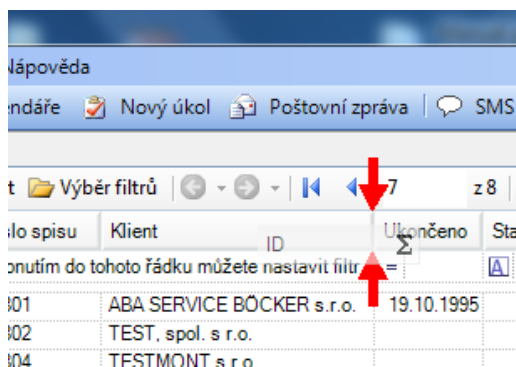 Nápověda
endáře Nový úkol Poštovní zpráva SMS
t Výběr filtrů 7 z 8
slo spisu Klient ID Ukončeno Σ Sta
pnutím do tohoto řádku můžete nastavit filtr =  A
301 ABA SERVICE BÖCKER s.r.o. 19.10.1995
302 TEST, spol. s r.o.
304 TESTMONT s.r.o.